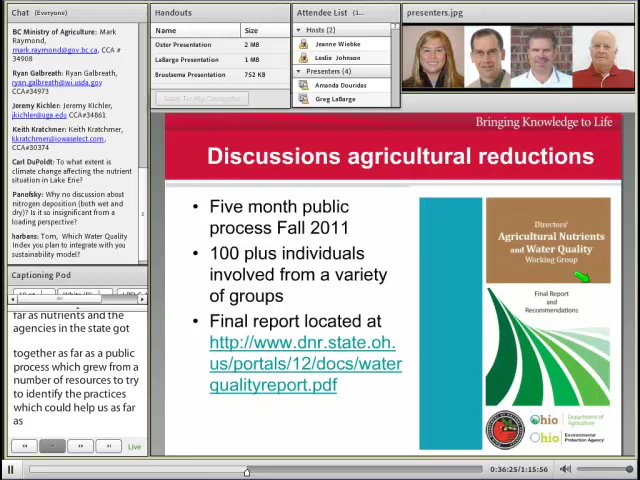 Chat (Everyone)
BC Ministry of Agriculture: Mark
Raymond,
mark.raymond@gov.bc.ca, CCA #
34908
Ryan Galbreath: Ryan Galbreath,
ryan.galbreath@wi.usda.gov
CCA#34973
Jeremy Kichler: Jeremy Kichler,
jkichler@uga.edu CCA#34861
Keith Kratchmer: Keith Kratchmer,
kkratchmer@iowaselect.com,
CCA#30374
Carl DuPoldt: To what extent is
climate change affecting the nutrient
situation in Lake Erie?
Panofsky: Why no discussion about
nitrogen deposition (both wet and
dry)? Is it so insignificant from a
loading perspective?
harbans: Tom, Which Water Quality
Index you plan to integrate with you
sustainability model?
Captioning Pod
far as nutrients and the
agencies in the state got
together as far as a public
process which grew from a
number of resources to try
to identify the practices
which could help us as far
as
Live
Handouts
Name Size
Oster Presentation 2 MB
LaBarge Presentation 1 MB
Broulsema Presentation 752 KB
Save To My Computer
Attendee List (1...
Hosts (2)
Jeanne Wiebke
Leslie Johnson
Presenters (4)
Amanda Douridas
Greg LaBarge
presenters.jpg
Bringing Knowledge to Life
Discussions agricultural reductions
• Five month public
process Fall 2011
• 100 plus individuals
involved from a variety
of groups
• Final report located at
http://www.dnr.state.oh.
us/portals/12/docs/water
qualityreport.pdf
Directors'
Agricultural Nutrients
and Water Quality
Working Group
Final Report
and
Recommendations
Ohio Department of
Agriculture
Ohio Environmental
Protection Agency
0:36:25/1:15:56